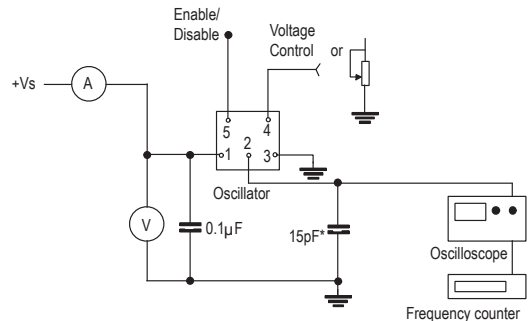 Enable/
Disable
Voltage
Control
or
+Vs
A
5
4
1
2
3
Oscillator
V
0.1µF
15pF*
Oscilloscope
Frequency counter